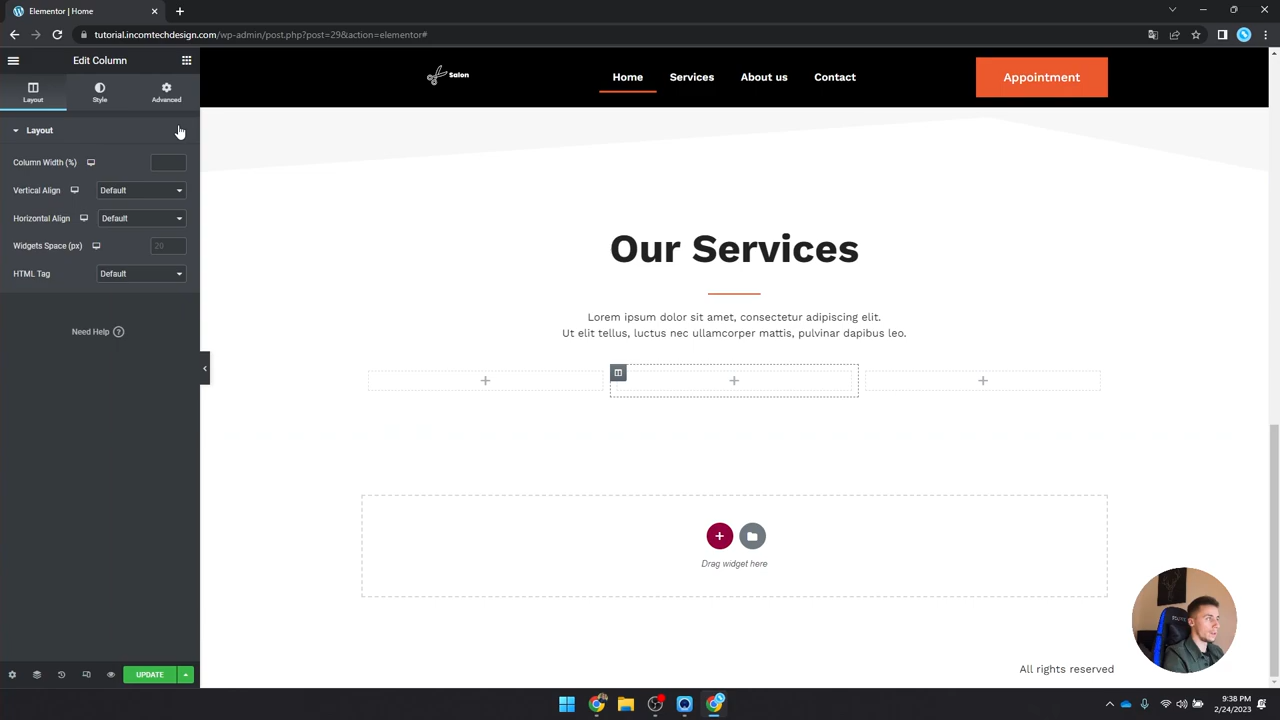 Elementor
tutorial.incomtechdesign.com/wp-admin/post.php?post=29&action=elementor#
Edit Column
Layout
Style
Advanced
Layout
Column Width (%)
Vertical Align
Default
Horizontal Align
Default
Widgets Space (px)
20
HTML Tag
Default
Need Help
UPDATE
Salon
Home
Services
About us
Contact
Appointment
Our Services
Lorem ipsum dolor sit amet, consectetur adipiscing elit.
Ut elit tellus, luctus nec ullamcorper mattis, pulvinar dapibus leo.
Drag widget here
All rights reserved
9:38 PM
2/24/2023